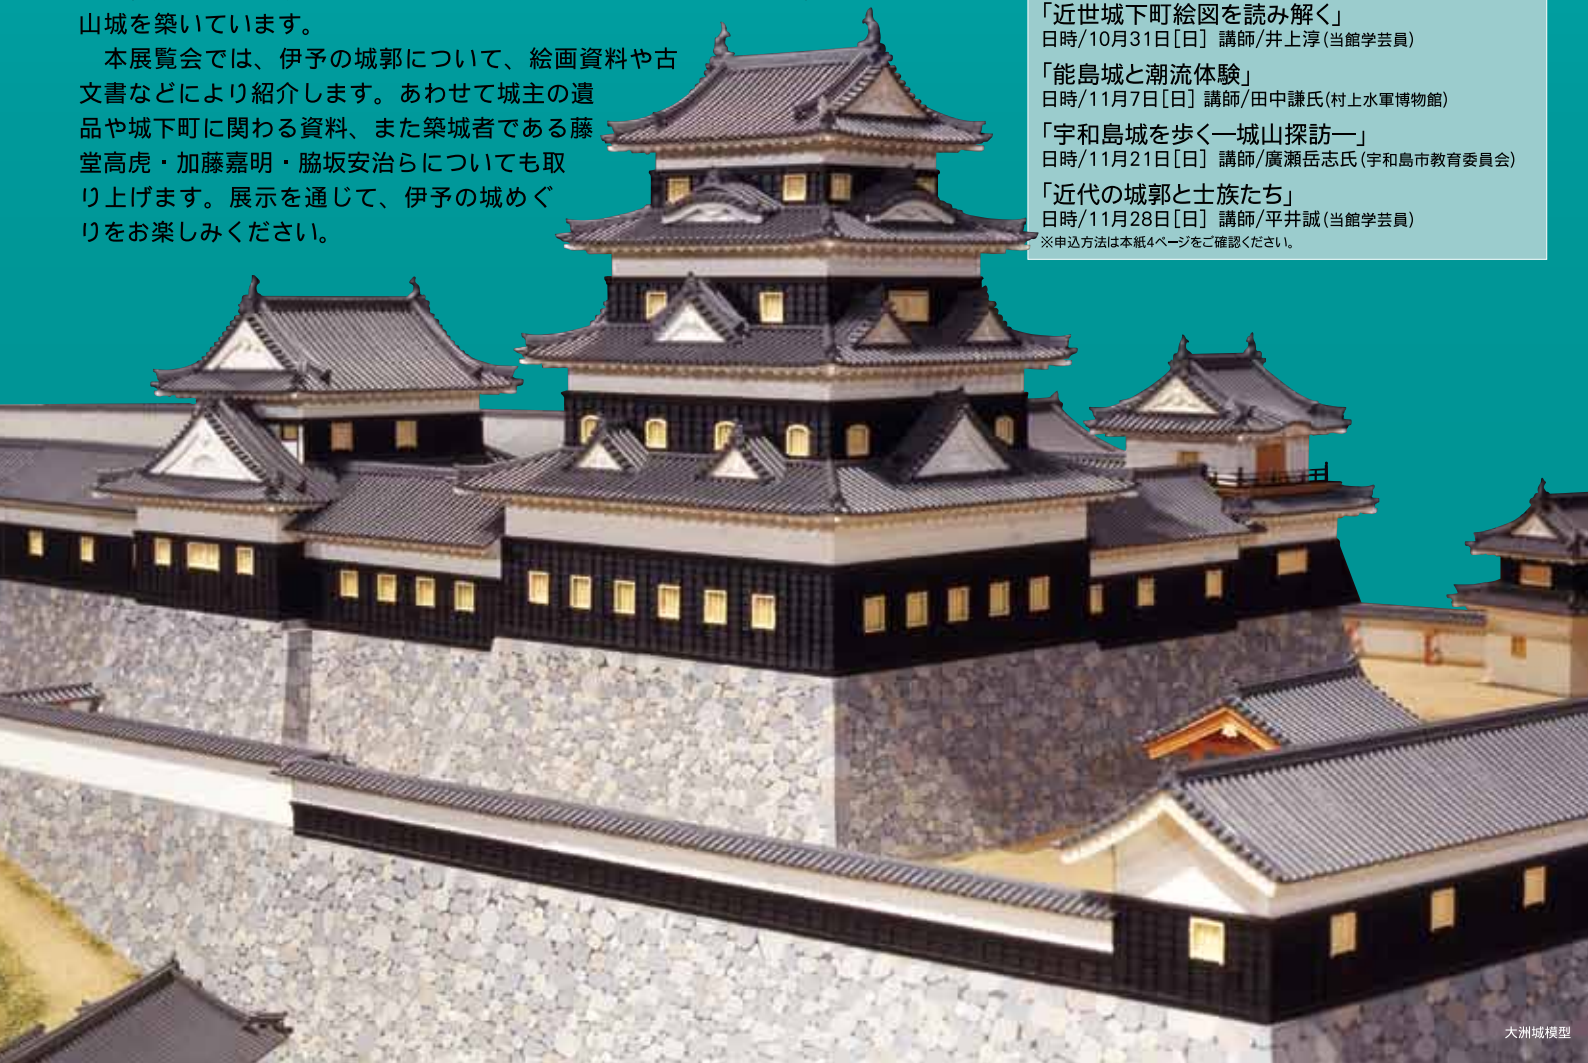 山城を築いています。
　本展覧会では、伊予の城郭について、絵画資料や古
文書などにより紹介します。あわせて城主の遺
品や城下町に関わる資料、また築城者である藤
堂高虎・加藤嘉明・脇坂安治らについても取
り上げます。展示を通じて、伊予の城めぐ
りをお楽しみください。
「近世城下町絵図を読み解く」
日時/10月31日[日] 講師/井上淳(当館学芸員)
「能島城と潮流体験」
日時/11月7日[日] 講師/田中謙氏(村上水軍博物館)
「宇和島城を歩く―城山探訪―」
日時/11月21日[日] 講師/廣瀬岳志氏(宇和島市教育委員会)
「近代の城郭と士族たち」
日時/11月28日[日] 講師/平井誠(当館学芸員)
※申込方法は本紙4ページをご確認ください。
大洲城模型